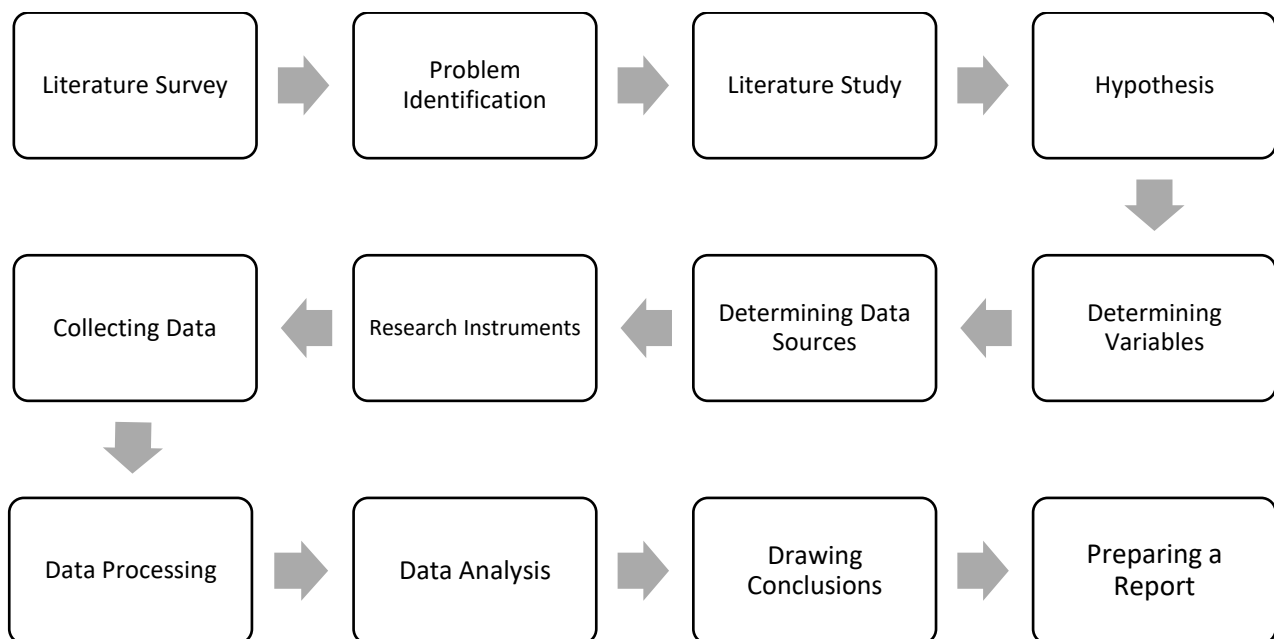 Literature Survey
Problem
Identification
Literature Study
Hypothesis
Determining
Variables
Determining Data
Sources
Research Instruments
Collecting Data
Data Processing
Data Analysis
Drawing
Conclusions
Preparing a
Report